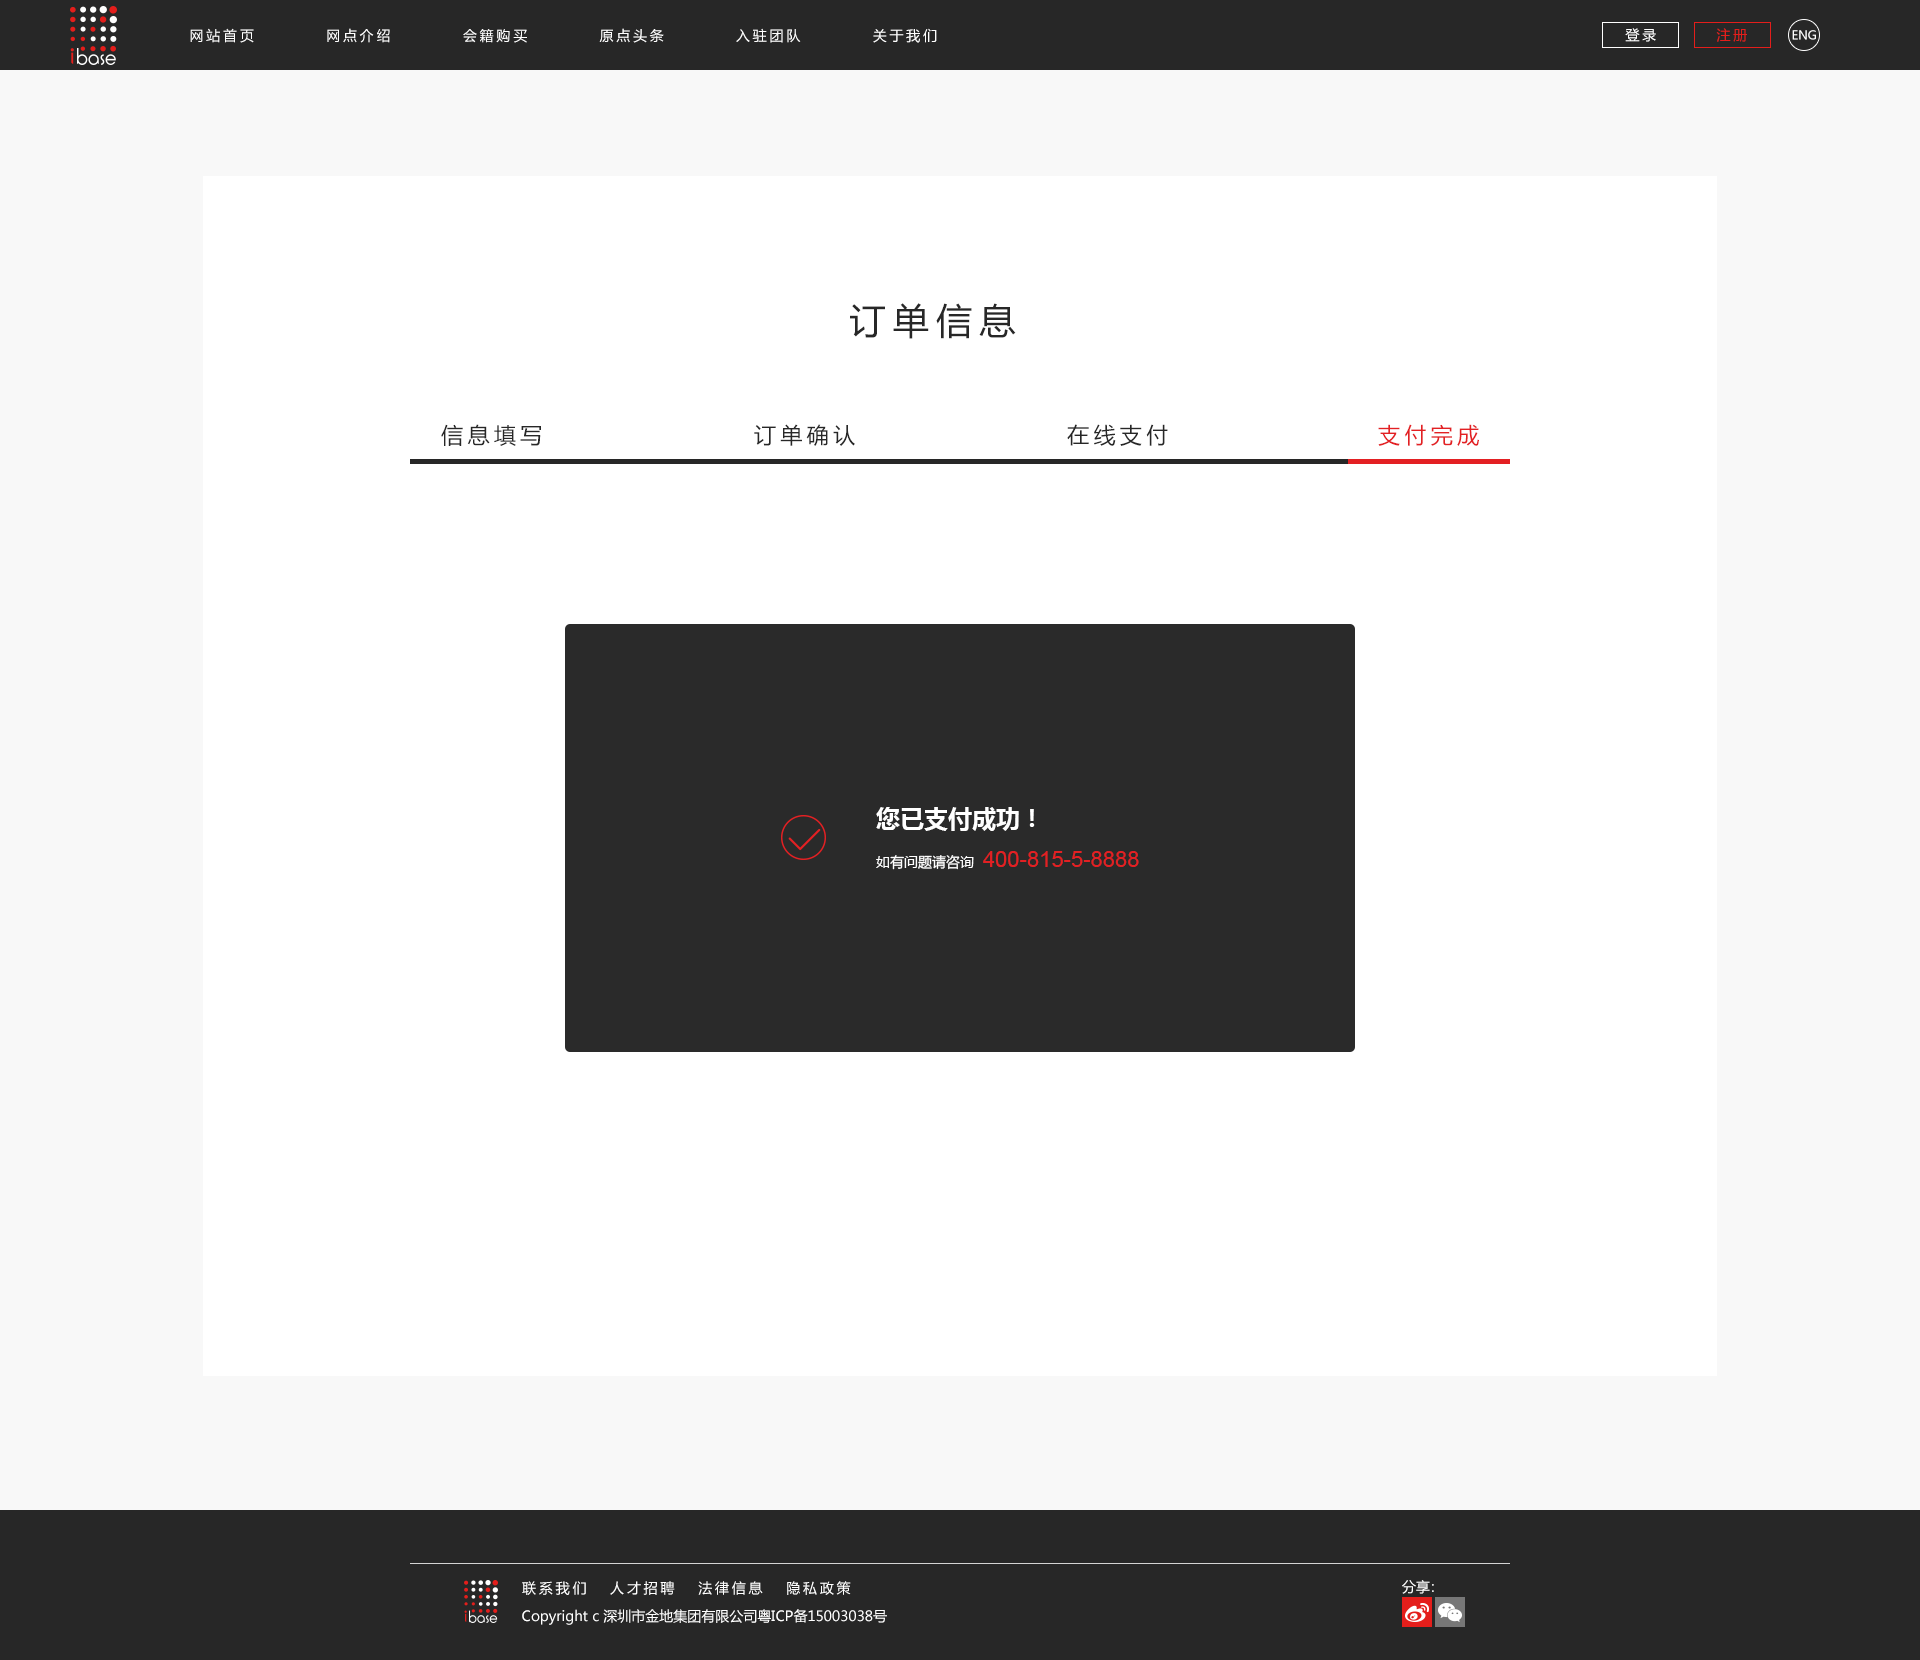 ibase
网站首页 网点介绍 会籍购买 原点头条 入驻团队 关于我们 登录 注册 ENG
订单信息
信息填写 订单确认 在线支付 支付完成
您已支付成功！
如有问题请咨询 400-815-5-8888
联系我们 人才招聘 法律信息 隐私政策 分享：
ibase
Copyright c 深圳市金地集团有限公司粤ICP备15003038号